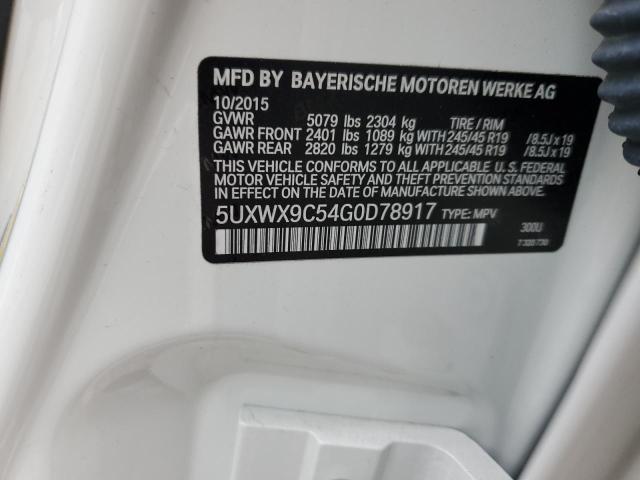 MFD BY BAYERISCHE MOTOREN WERKE AG
10/2015
GVWR 5079 lbs 2304 kg TIRE / RIM
GAWR FRONT 2401 lbs 1089 kg WITH 245/45 R19 /8.5J x 19
GAWR REAR 2820 lbs 1279 kg WITH 245/45 R19 /8.5J x 19
THIS VEHICLE CONFORMS TO ALL APPLICABLE U. S. FEDERAL
MOTOR VEHICLE SAFETY, BUMPER, AND THEFT PREVENTION STANDARDS
IN EFFECT ON THE DATE OF MANUFACTURE SHOWN ABOVE.
5UXWX9C54G0D78917 TYPE: MPV
300U